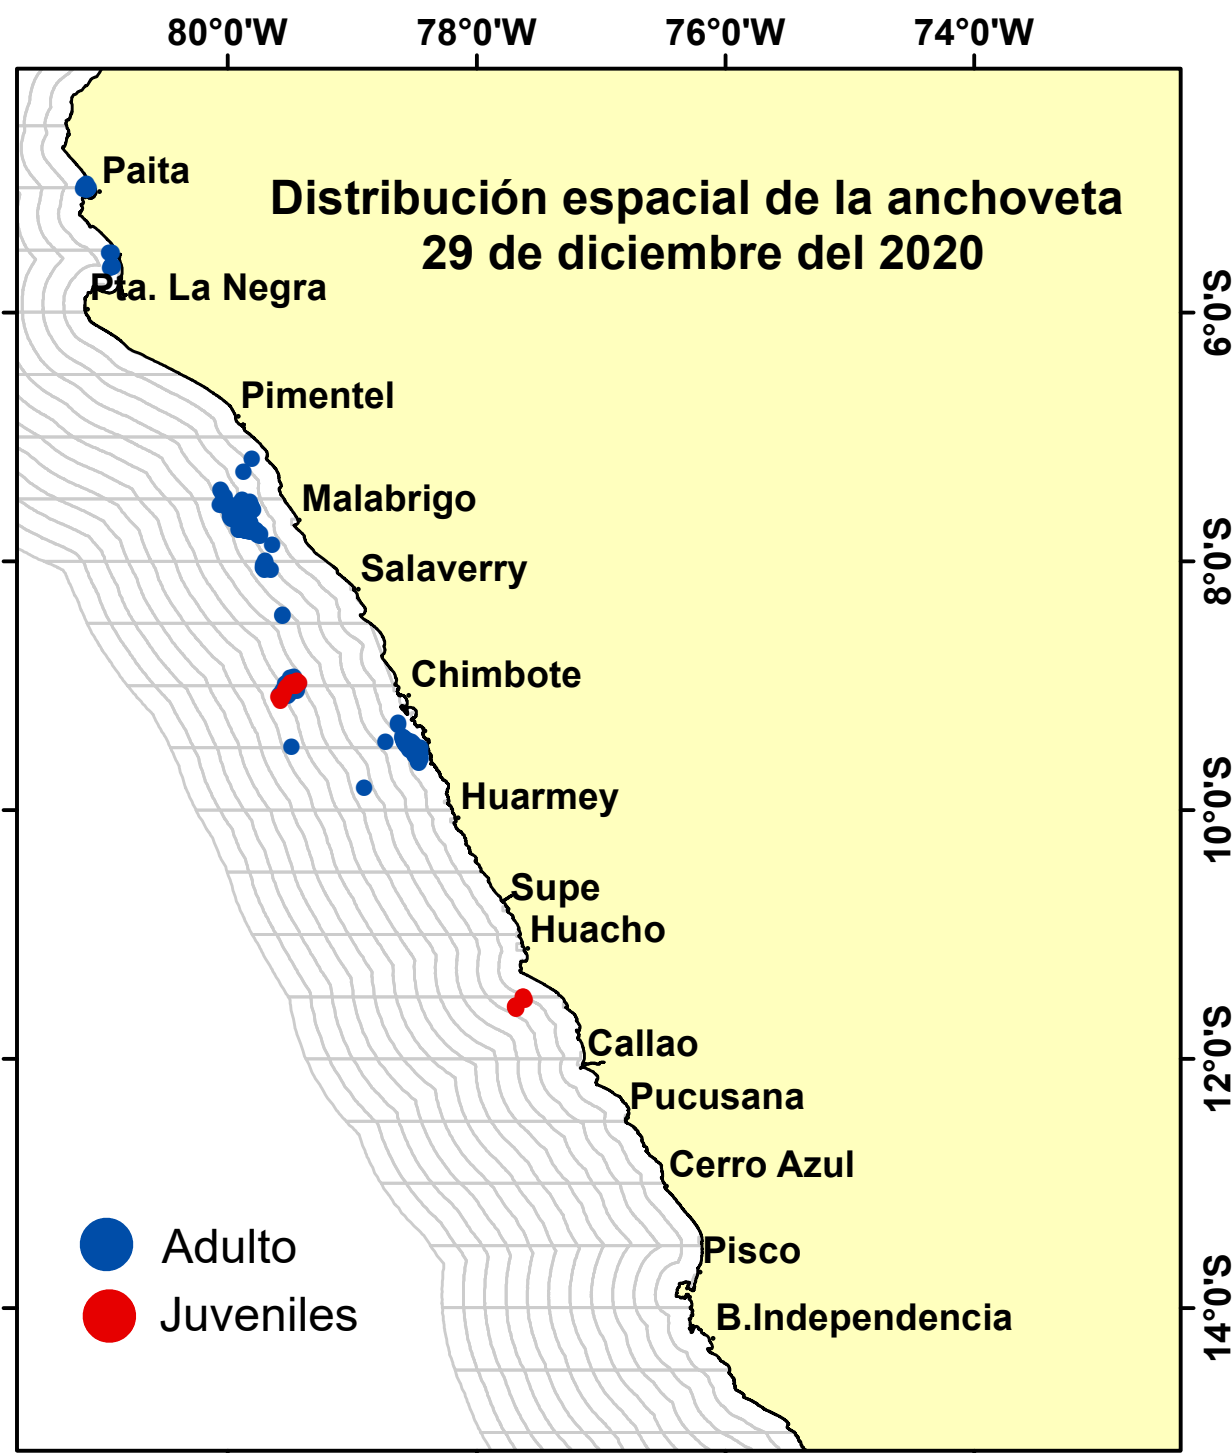 80°0'W 78°0'W 76°0'W 74°0'W
Paita
Distribución espacial de la anchoveta
29 de diciembre del 2020
Pta. La Negra
6°0'S
Pimentel
Malabrigo
8°0'S
Salaverry
Chimbote
Huarmey
10°0'S
Supe
Huacho
Callao
12°0'S
Pucusana
Cerro Azul
Adulto
Pisco
Juveniles
B.Independencia
14°0'S